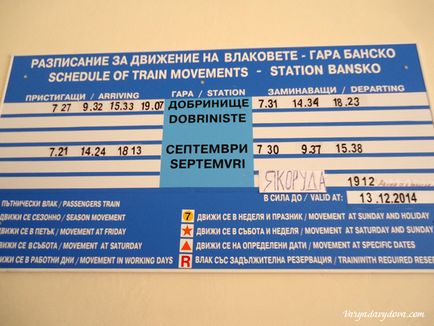 РАЗПИСАНИЕ ЗА ДВИЖЕНИЕ НА ВЛАКОВЕТЕ - ГАРА БАНСКО
SCHEDULE OF TRAIN MOVEMENTS - STATION BANSKO
ПРИСТИГАЩИ / ARRIVING ГАРА / STATION ЗАМИНАВАЩИ / DEPARTING
7 27 9 32 15 33 19 07 ДОБРИНИЩЕ 7 31 14 34 18 23
DOBRINISTE
7 21 14 24 18 13 СЕПТЕМВРИ 7 30 9 37 15 38
SEPTEMVRI
ЯКОРУДА 19 12
В СИЛА ДО / VALID AT: 13 .12.2014
ПЪТНИЧЕСКИ ВЛАК / PASSENGERS TRAIN 7 ДВИЖИ СЕ В НЕДЕЛЯ И ПРАЗНИК / MOVEMENT AT SUNDAY AND HOLIDAY
ДВИЖИ СЕ СЕЗОННО / SEASON MOVEMENT ДВИЖИ СЕ В СЪБОТА И НЕДЕЛЯ / MOVEMENT AT SATURDAY AND SUNDAY
ДВИЖИ СЕ В ПЕТЪК / MOVEMENT AT FRIDAY ДВИЖИ СЕ НА ОПРЕДЕЛЕНИ ДАТИ / MOVEMENT AT SPECIFIC DATES
ДВИЖИ СЕ В СЪБОТА / MOVEMENT AT SATURDAY R ВЛАК СЪС ЗАДЪЛЖИТЕЛНА РЕЗЕРВАЦИЯ / TRAINWITH REGUIRED RESER
СЕ В РАБОТНИ ДНИ / MOVEMENT IN WORKING DAYS
Vvryndavydova.com